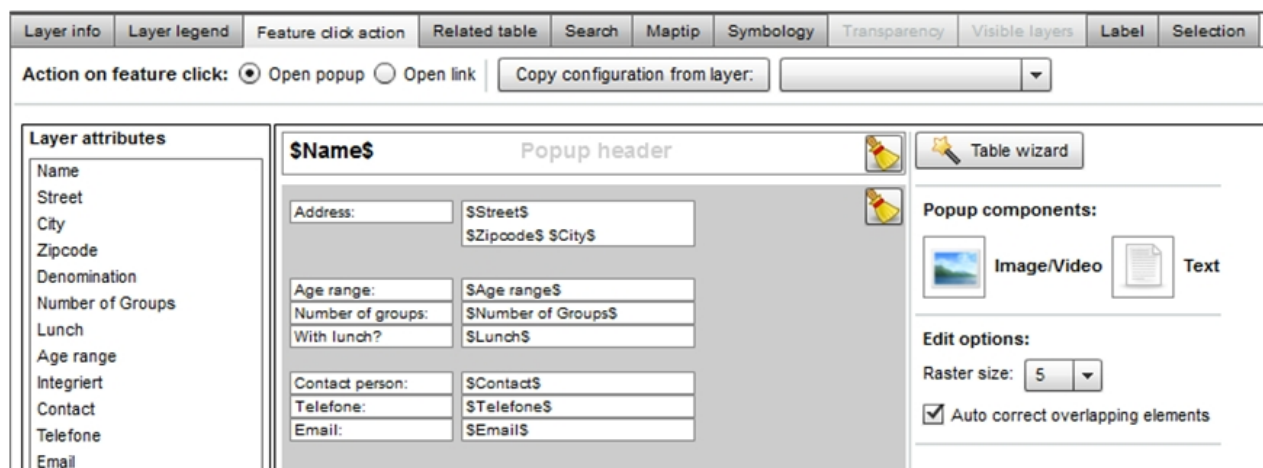 Layer info Layer legend Feature click action Related table Search Maptip Symbology Transparency Visible layers Label Selection
Action on feature click: Open popup Open link Copy configuration from layer:
Layer attributes
Name
Street
City
Zipcode
Denomination
Number of Groups
Lunch
Age range
Integriert
Contact
Telefone
Email
$Name$ Popup header
Address: $Street$
$Zipcode$ $City$
Age range: $Age range$
Number of groups: $Number of Groups$
With lunch? $Lunch$
Contact person: $Contact$
Telefone: $Telefone$
Email: $Email$
Table wizard
Popup components:
Image/Video Text
Edit options:
Raster size: 5
Auto correct overlapping elements